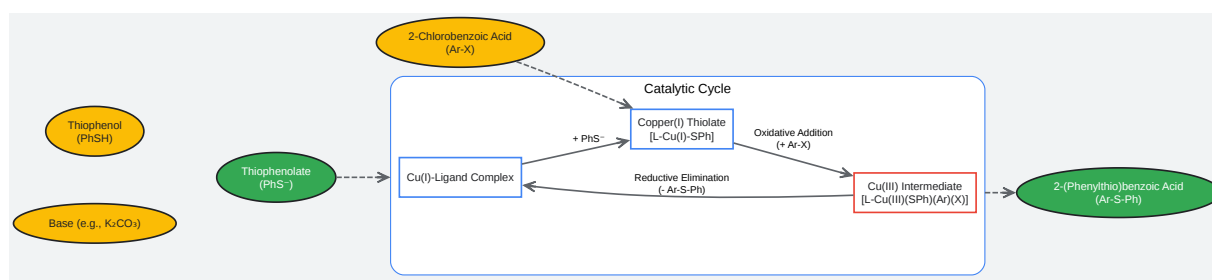 2-Chlorobenzoic Acid
(Ar-X)
Catalytic Cycle
Thiophenol
(PhSH)
Copper(I) Thiolate
[L-Cu(I)-SPh]
+ PhS⁻
Oxidative Addition
(+ Ar-X)
Thiophenolate
(PhS⁻)
Cu(I)-Ligand Complex
Reductive Elimination
(- Ar-S-Ph)
Cu(III) Intermediate
[L-Cu(III)(SPh)(Ar)(X)]
2-(Phenylthio)benzoic Acid
(Ar-S-Ph)
Base (e.g., K₂CO₃)